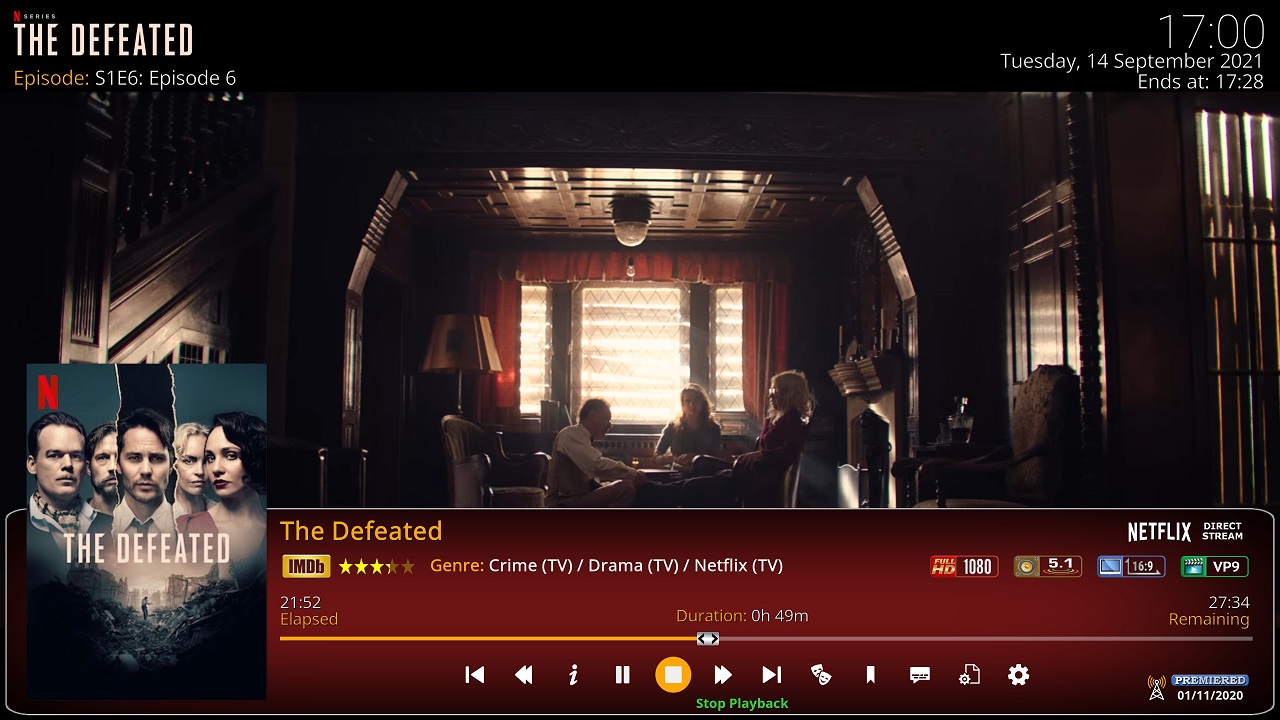 N SERIES
THE DEFEATED
Episode: S1E6: Episode 6
17:00
Tuesday, 14 September 2021
Ends at: 17:28
N
THE DEFEATED
The Defeated
NETFLIX DIRECT STREAM
IMDb Genre: Crime (TV) / Drama (TV) / Netflix (TV)
FULL HD 1080 5.1 16:9 VP9
21:52
Elapsed
Duration: 0h 49m
27:34
Remaining
i
Stop Playback
PREMIERED
01/11/2020